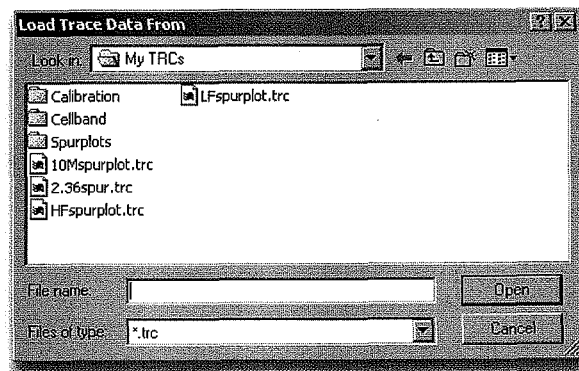 Load Trace Data From
Look in: My TRCs
Calibration
Cellband
Spurplots
10Mspurplot.trc
2.36spur.trc
HFspurplot.trc
LFspurplot.trc
File name:
Open
Files of type: *.trc
Cancel